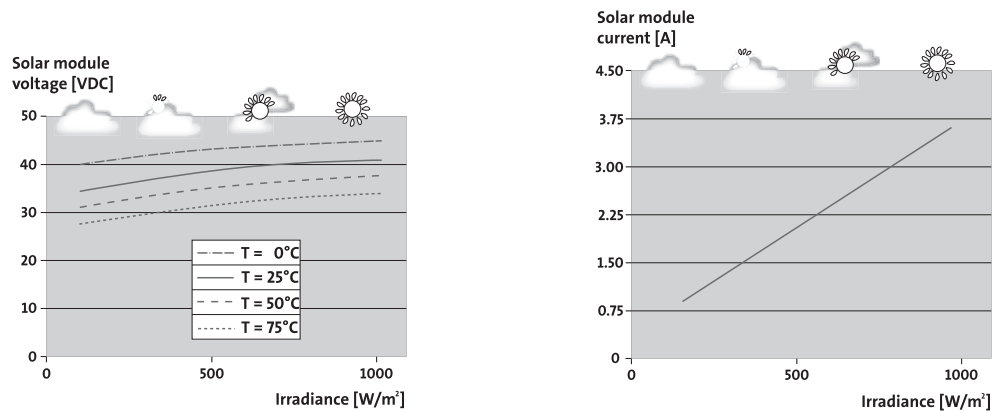 Solar module
voltage [VDC]
50
40
30
20
10
0
T = 0°C
T = 25°C
T = 50°C
T = 75°C
0 500 1000
Irradiance [W/m²]
Solar module
current [A]
4.50
3.75
3.00
2.25
1.50
0.75
0
0 500 1000
Irradiance [W/m²]